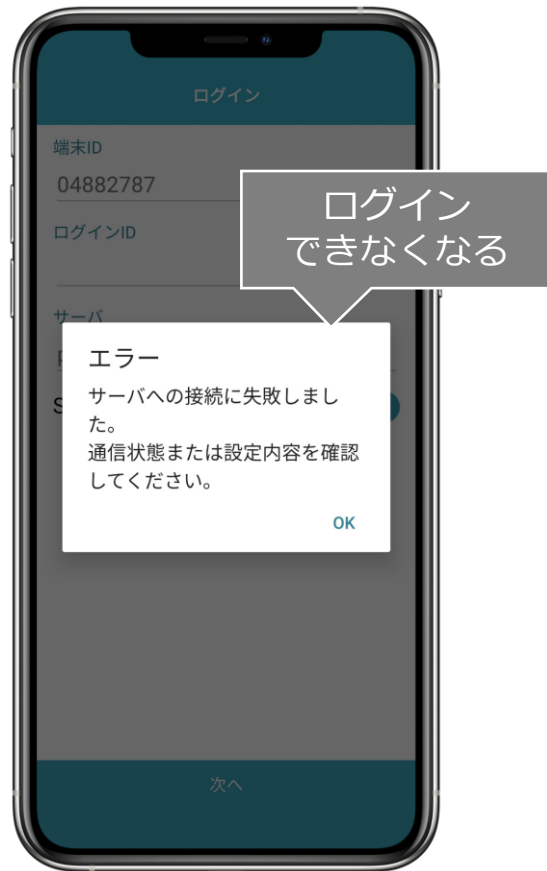 ログイン
端末ID
04882787
ログイン
できなくなる
ログインID
サーバ
エラー
サーバへの接続に失敗しまし
た。
通信状態または設定内容を確認
してください。
OK
次へ